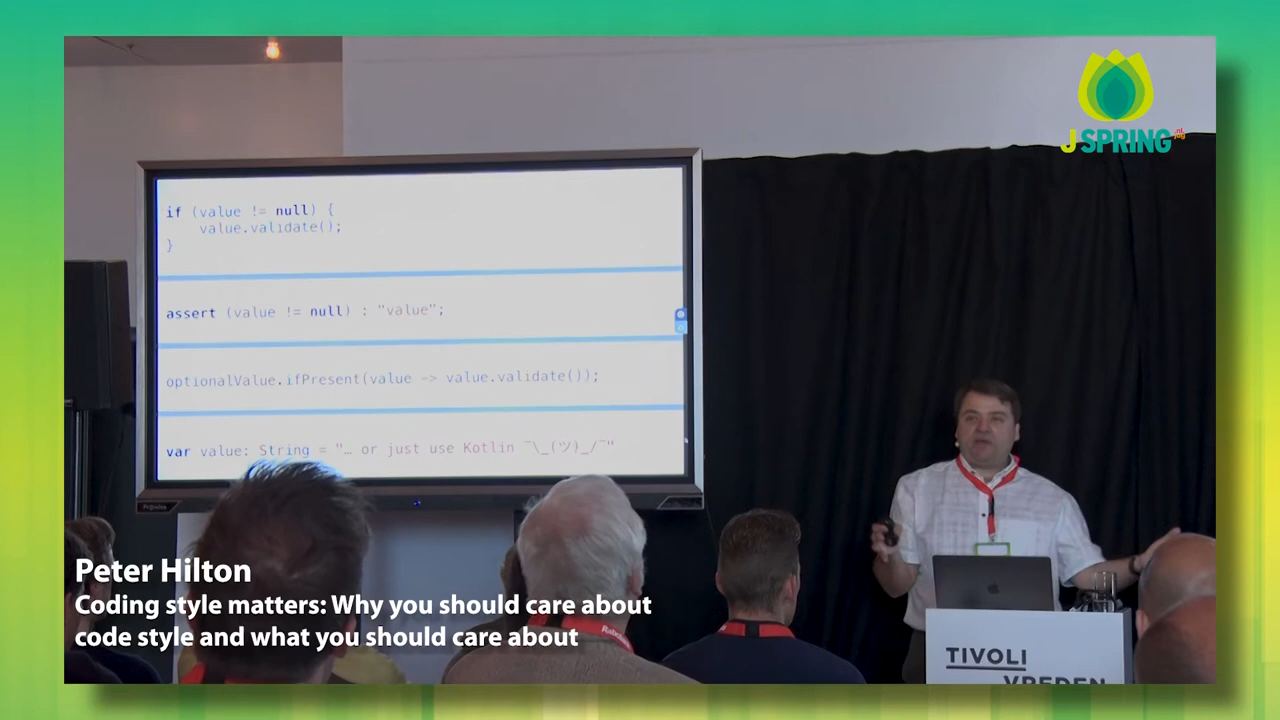 J SPRING
if (value != null) {
value.validate();
}
assert (value != null) : "value";
optionalValue.ifPresent(value -> value.validate());
var value: String = "… or just use Kotlin ¯\_(ツ)_/¯"
Peter Hilton
Coding style matters: Why you should care about
code style and what you should care about
TIVOLI
VREDEN